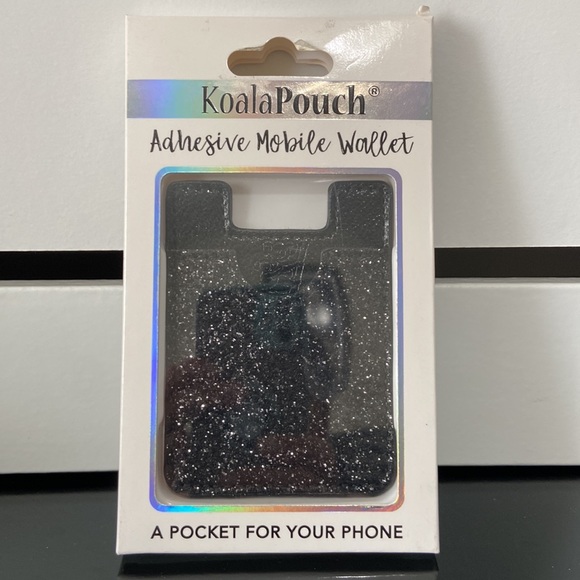 KoalaPouch®
Adhesive Mobile Wallet
A POCKET FOR YOUR PHONE